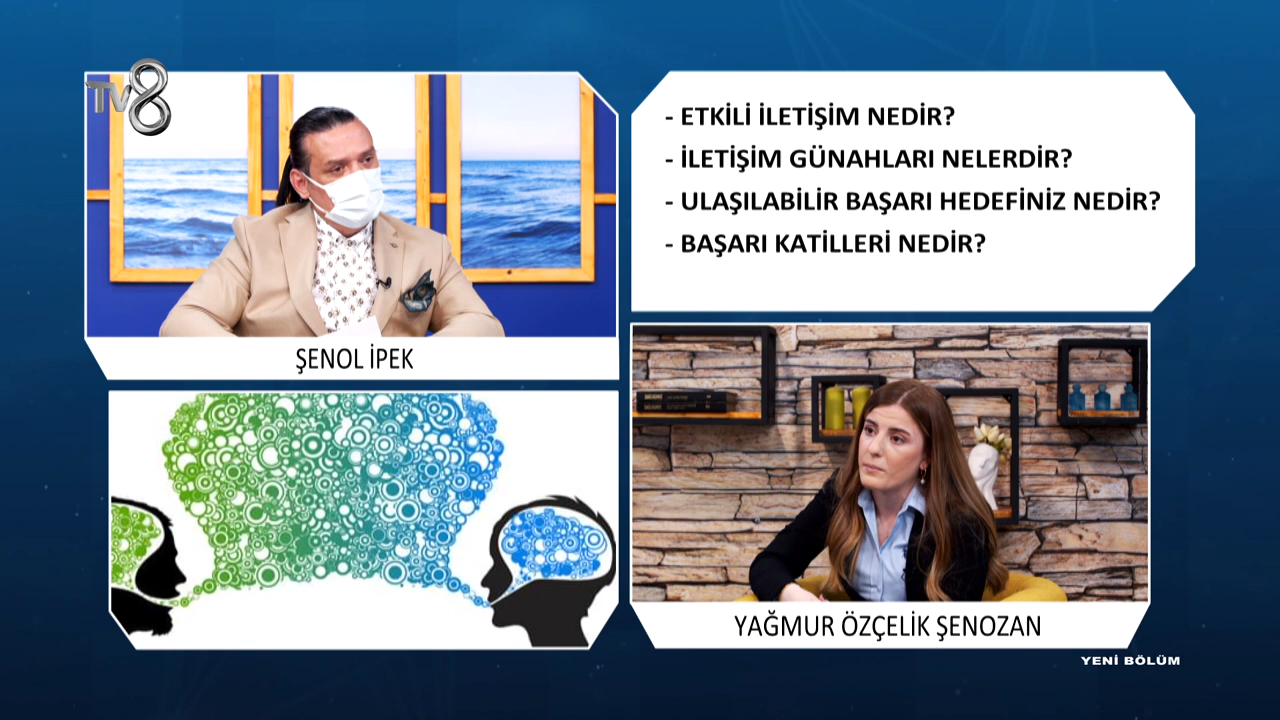 TV8
- ETKİLİ İLETİŞİM NEDİR?
- İLETİŞİM GÜNAHLARI NELERDİR?
- ULAŞILABİLİR BAŞARI HEDEFİNİZ NEDİR?
- BAŞARI KATİLLERİ NEDİR?
ŞENOL İPEK
YAĞMUR ÖZÇELİK ŞENOZAN
YENİ BÖLÜM